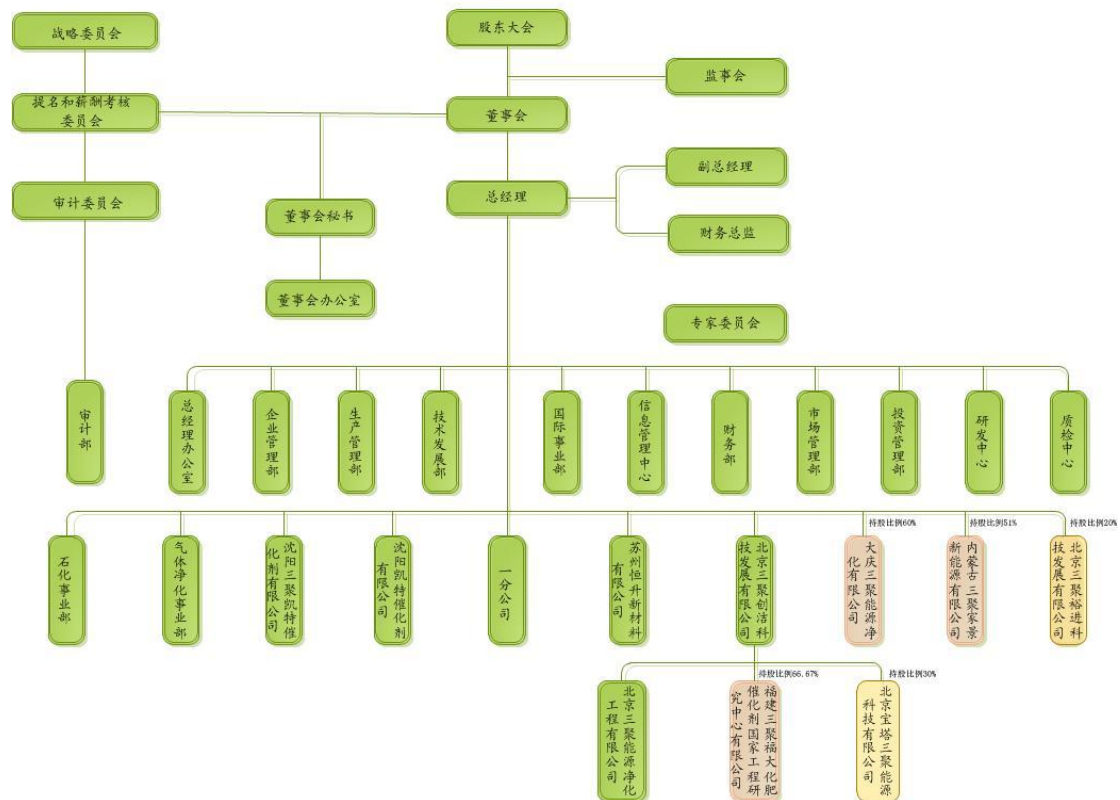 战略委员会
股东大会
监事会
提名和薪酬考核
委员会
董事会
副总经理
审计委员会
总经理
董事会秘书
财务总监
董事会办公室
专家委员会
审计部
总经理办公室
企业管理部
生产管理部
技术发展部
国际事业部
信息管理中心
财务部
市场管理部
投资管理部
研发中心
质检中心
持股比例60%
持股比例51%
持股比例20%
石化事业部
气体净化事业部
沈阳三聚凯特催
化剂有限公司
沈阳凯特催化剂
有限公司
一分公司
苏州恒升新材料
有限公司
北京三聚创洁科
技发展有限公司
大庆三聚能源净
化有限公司
内蒙古三聚家景
新能源有限公司
北京三聚裕进科
技发展有限公司
持股比例66.67%
持股比例30%
北京三聚能源净化
工程有限公司
福建三聚福大化肥
催化剂国家工程研
究中心有限公司
北京宝塔三聚能源
科技有限公司